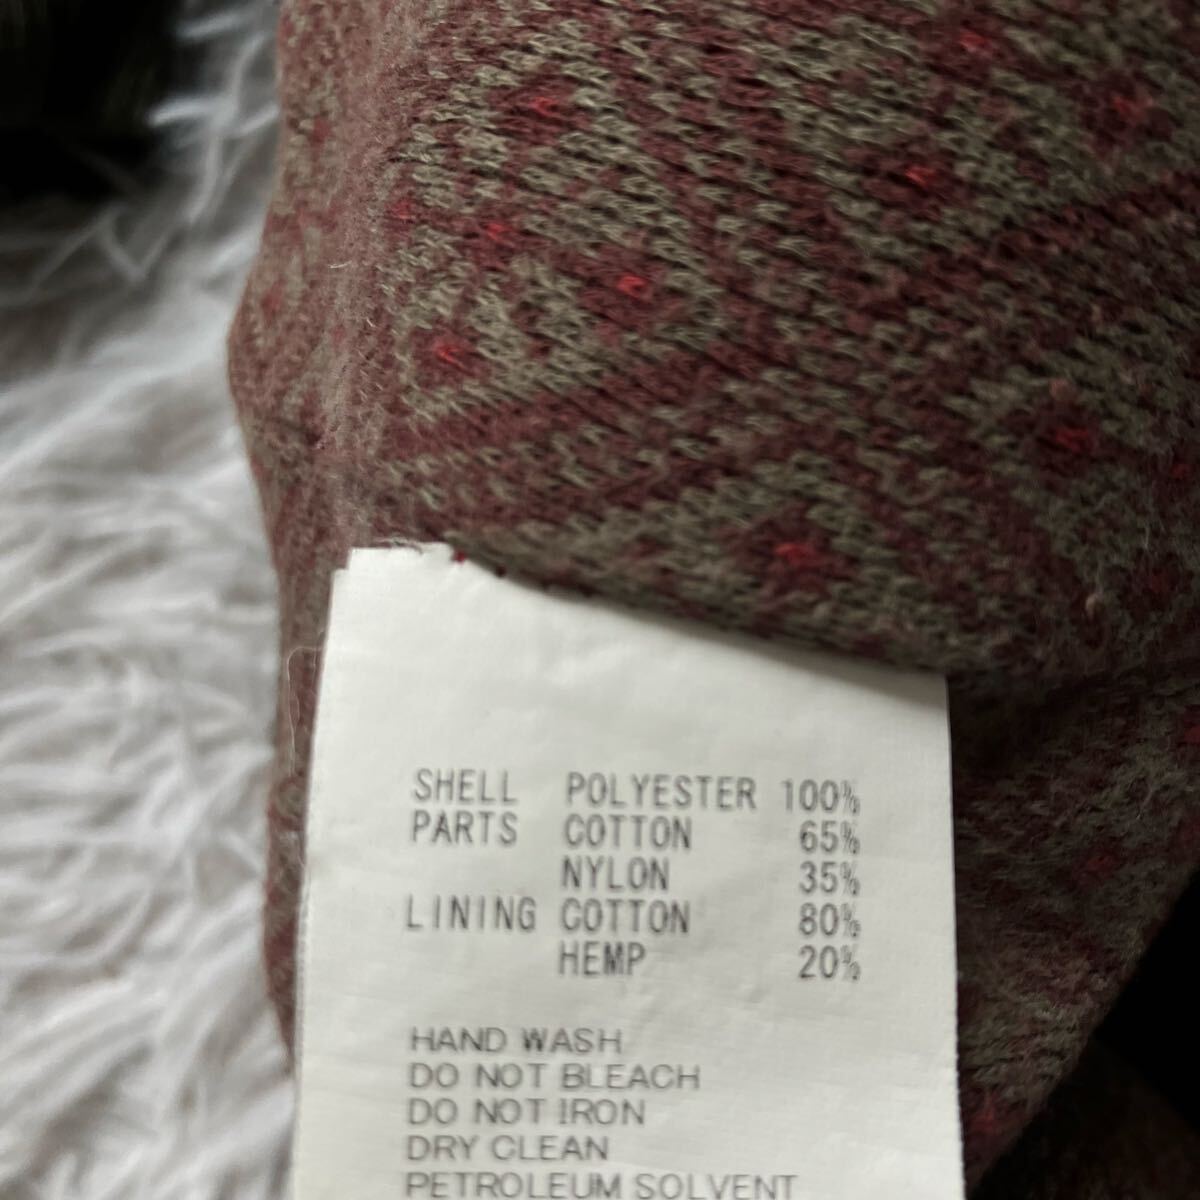 SHELL POLYESTER 100%
PARTS COTTON 65%
NYLON 35%
LINING COTTON 80%
HEMP 20%
HAND WASH
DO NOT BLEACH
DO NOT IRON
DRY CLEAN
PETROLEUM SOLVENT